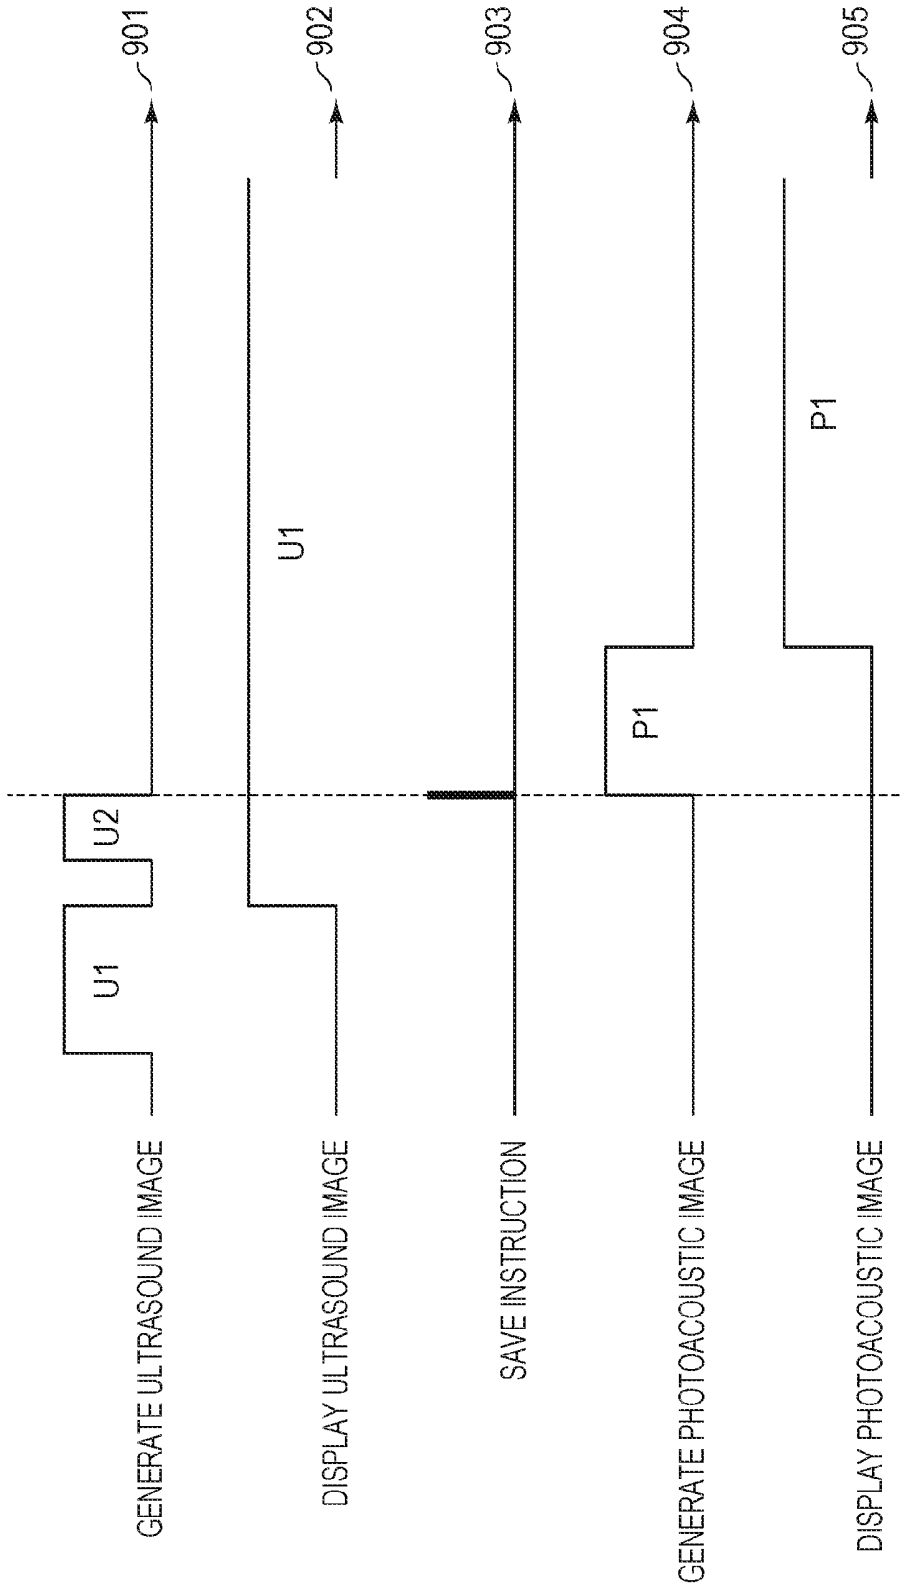 GENERATE ULTRASOUND IMAGE
U1
U2
901
DISPLAY ULTRASOUND IMAGE
U1
902
SAVE INSTRUCTION
903
GENERATE PHOTOACOUSTIC IMAGE
P1
904
DISPLAY PHOTOACOUSTIC IMAGE
P1
905